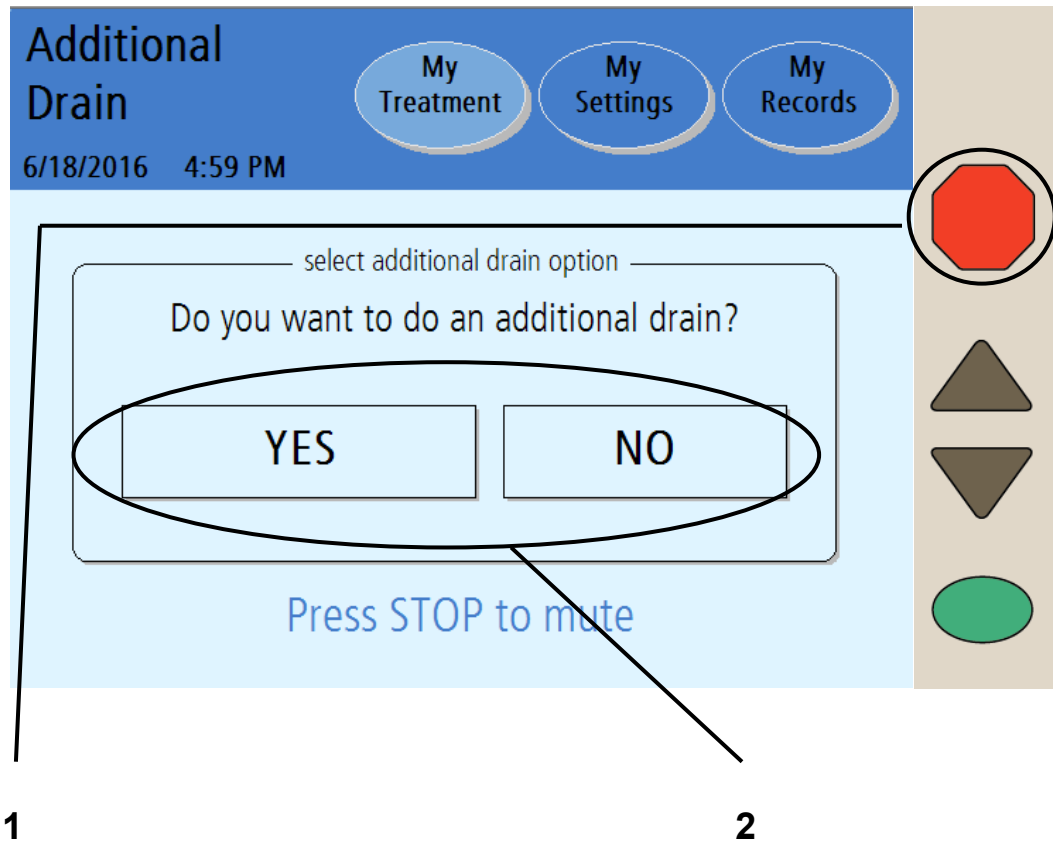 Additional
Drain
6/18/2016 4:59 PM
My
Treatment
My
Settings
My
Records
select additional drain option
Do you want to do an additional drain?
YES NO
Press STOP to mute
1 2